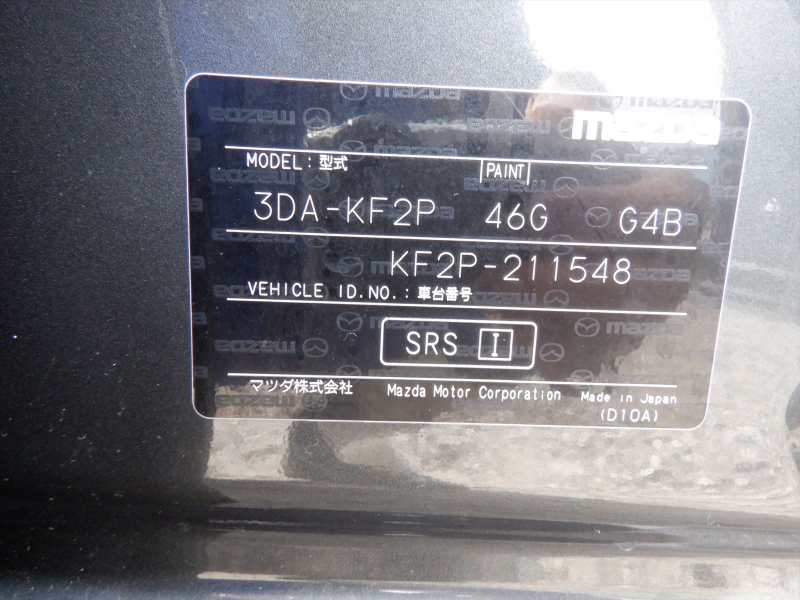 mazda
MODEL: 型式 PAINT
3DA-KF2P 46G G4B
KF2P-211548
VEHICLE ID.NO.: 車台番号
SRS I
マツダ株式会社 Mazda Motor Corporation Made in Japan
(D10A)